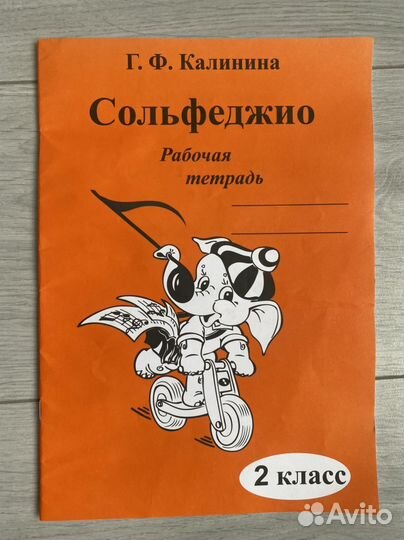 Г. Ф. Калинина
Сольфеджио
Рабочая
тетрадь
2 класс
Avito